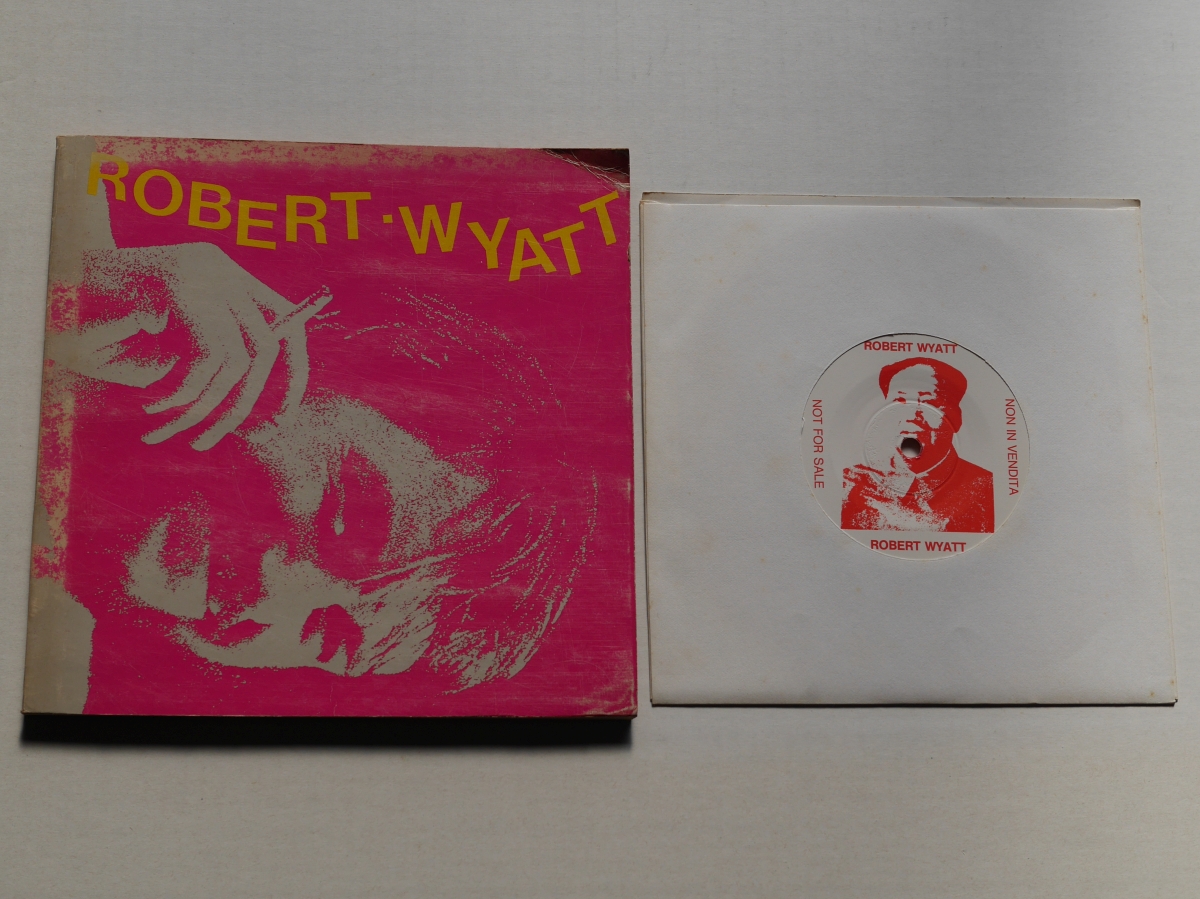 ROBERT·WYATT
ROBERT WYATT
NOT FOR SALE
NON IN VENDITA
ROBERT WYATT